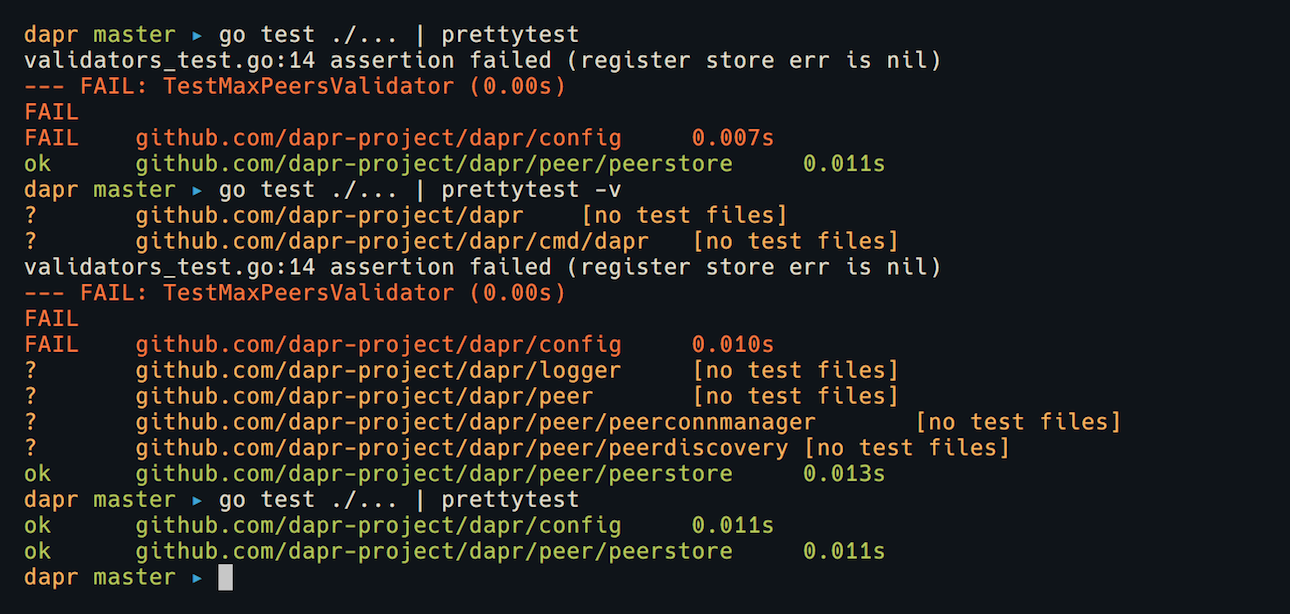 dapr master ▸ go test ./... | prettytest
validators_test.go:14 assertion failed (register store err is nil)
--- FAIL: TestMaxPeersValidator (0.00s)
FAIL
FAIL    github.com/dapr-project/dapr/config     0.007s
ok      github.com/dapr-project/dapr/peer/peerstore     0.011s
dapr master ▸ go test ./... | prettytest -v
?       github.com/dapr-project/dapr    [no test files]
?       github.com/dapr-project/dapr/cmd/dapr   [no test files]
validators_test.go:14 assertion failed (register store err is nil)
--- FAIL: TestMaxPeersValidator (0.00s)
FAIL
FAIL    github.com/dapr-project/dapr/config     0.010s
?       github.com/dapr-project/dapr/logger     [no test files]
?       github.com/dapr-project/dapr/peer       [no test files]
?       github.com/dapr-project/dapr/peer/peerconnmanager       [no test files]
?       github.com/dapr-project/dapr/peer/peerdiscovery [no test files]
ok      github.com/dapr-project/dapr/peer/peerstore     0.013s
dapr master ▸ go test ./... | prettytest
ok      github.com/dapr-project/dapr/config     0.011s
ok      github.com/dapr-project/dapr/peer/peerstore     0.011s
dapr master ▸